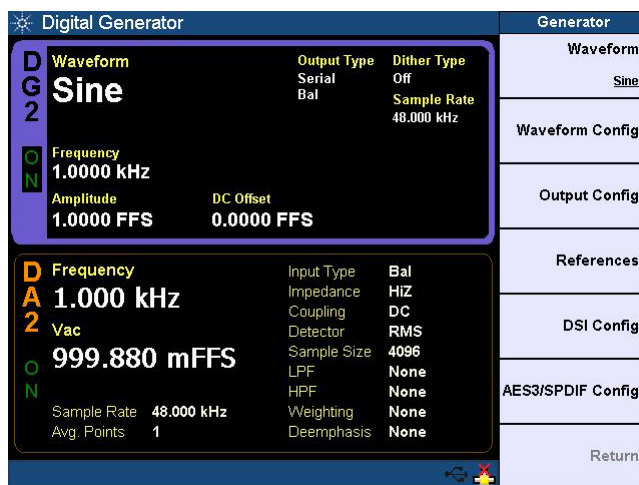 Digital Generator
DG2
ON
Waveform
Sine
Output Type
Serial
Bal
Dither Type
Off
Sample Rate
48.000 kHz
Frequency
1.0000 kHz
Amplitude
1.0000 FFS
DC Offset
0.0000 FFS
DA2
ON
Frequency
1.000 kHz
Vac
999.880 mFFS
Sample Rate 48.000 kHz
Avg. Points 1
Input Type Bal
Impedance HiZ
Coupling DC
Detector RMS
Sample Size 4096
LPF None
HPF None
Weighting None
Deemphasis None
Generator
Waveform
Sine
Waveform Config
Output Config
References
DSI Config
AES3/SPDIF Config
Return